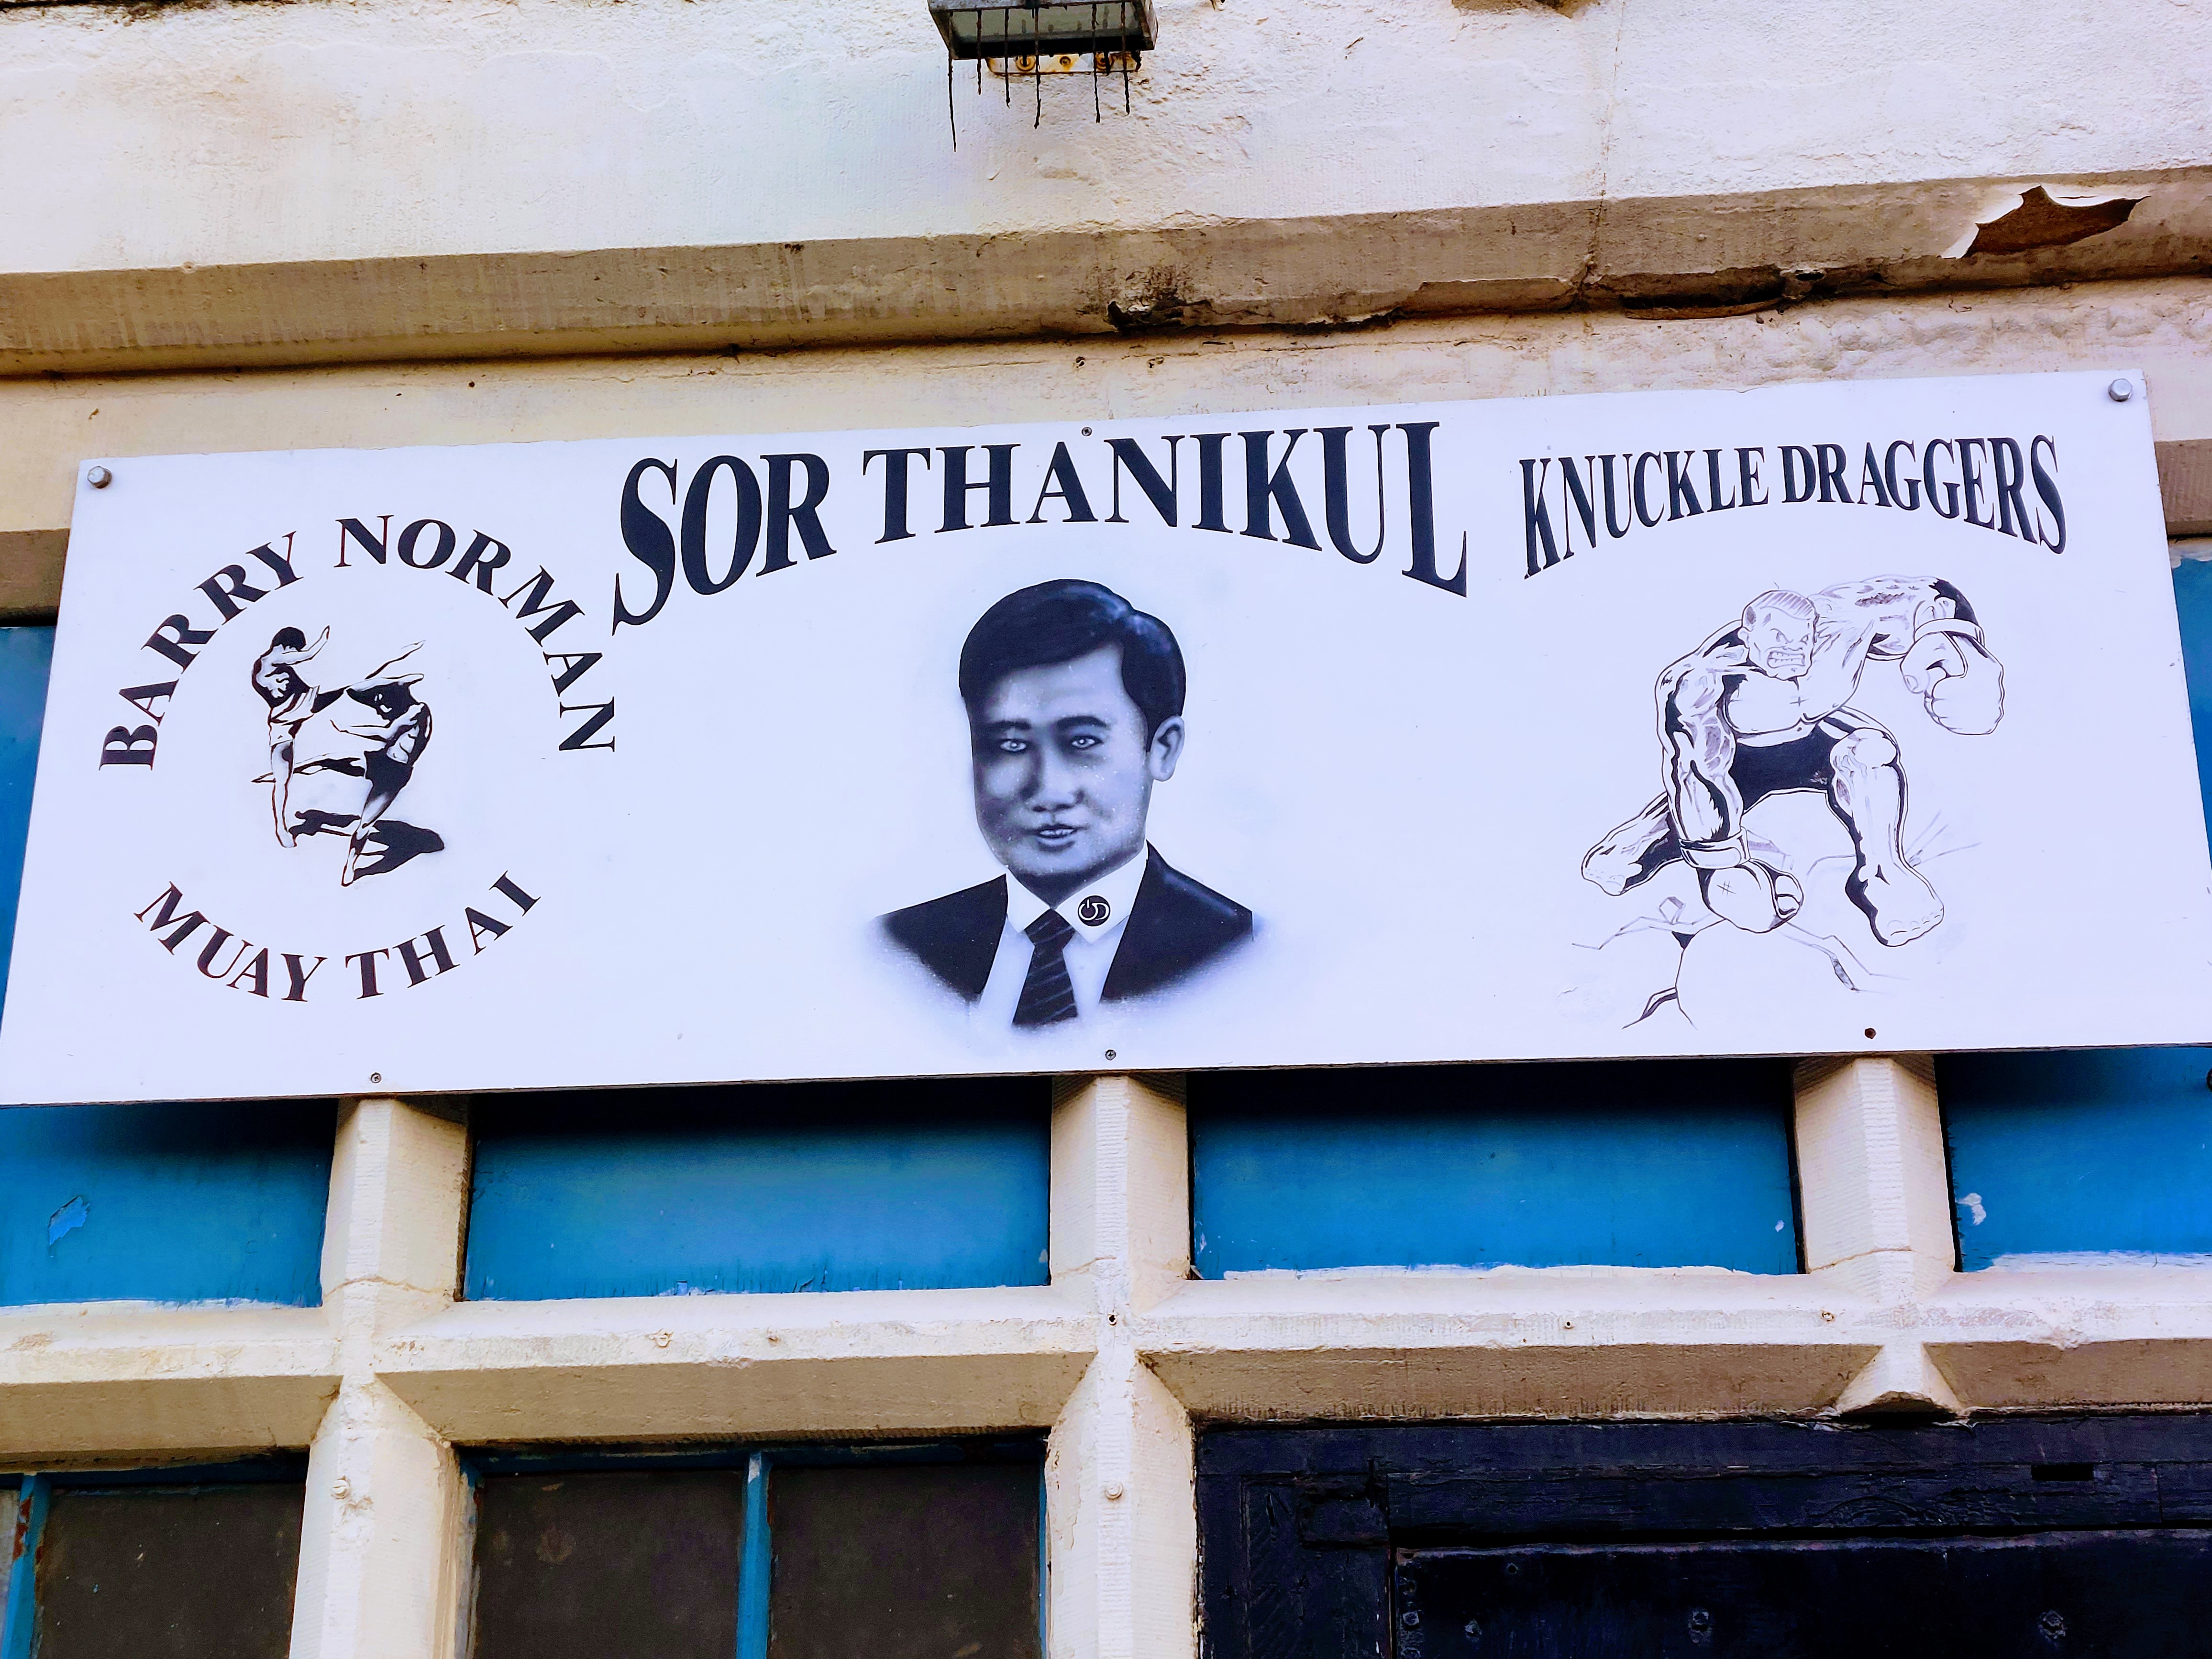 BARRY NORMAN
MUAY THAI
SOR THANIKUL
KNUCKLE DRAGGERS